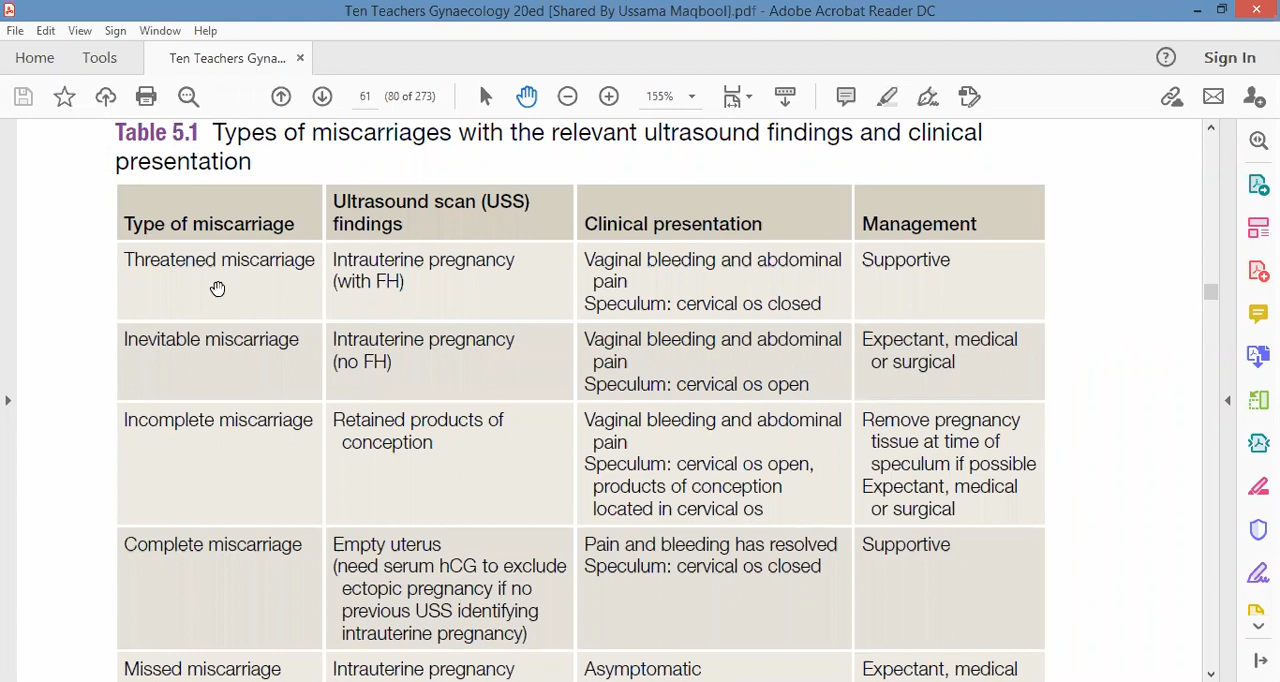 Ten Teachers Gynaecology 20ed [Shared By Ussama Maqbool].pdf - Adobe Acrobat Reader DC
File Edit View Sign Window Help
Home Tools Ten Teachers Gyna... × ? Sign In
61 (80 of 273) 155%
Table 5.1 Types of miscarriages with the relevant ultrasound findings and clinical
presentation
Type of miscarriage
Ultrasound scan (USS)
findings
Clinical presentation
Management
Threatened miscarriage
Intrauterine pregnancy
(with FH)
Vaginal bleeding and abdominal
pain
Speculum: cervical os closed
Supportive
Inevitable miscarriage
Intrauterine pregnancy
(no FH)
Vaginal bleeding and abdominal
pain
Speculum: cervical os open
Expectant, medical
or surgical
Incomplete miscarriage
Retained products of
conception
Vaginal bleeding and abdominal
pain
Speculum: cervical os open,
products of conception
located in cervical os
Remove pregnancy
tissue at time of
speculum if possible
Expectant, medical
or surgical
Complete miscarriage
Empty uterus
(need serum hCG to exclude
ectopic pregnancy if no
previous USS identifying
intrauterine pregnancy)
Pain and bleeding has resolved
Speculum: cervical os closed
Supportive
Missed miscarriage
Intrauterine pregnancy
Asymptomatic
Expectant, medical